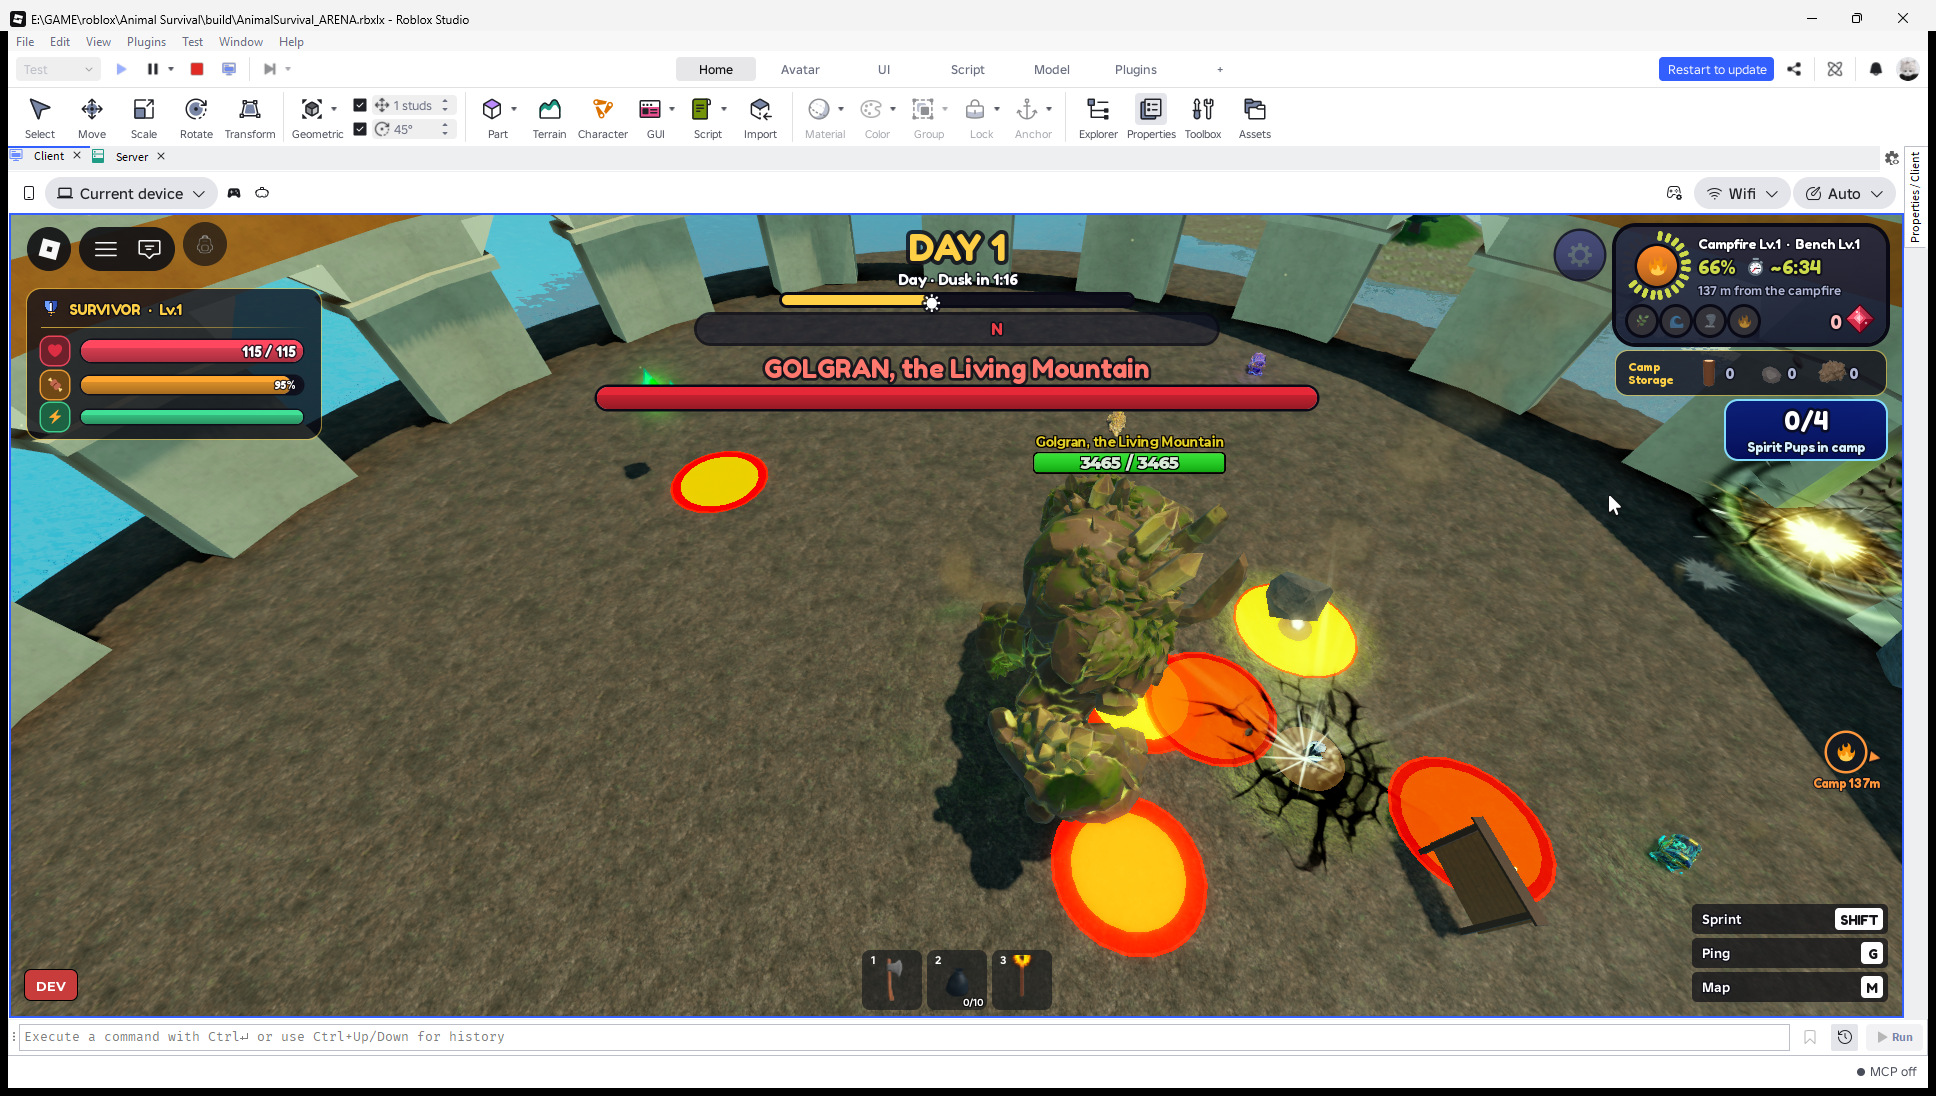 E:\GAME\roblox\Animal Survival\build\AnimalSurvival_ARENA.rbxlx - Roblox Studio
File Edit View Plugins Test Window Help
Test Home Avatar UI Script Model Plugins + Restart to update
1 studs
45°
Select Move Scale Rotate Transform Geometric Part Terrain Character GUI Script Import Material Color Group Lock Anchor Explorer Properties Toolbox Assets
Client Server
Properties / Client
Current device Wifi Auto
DAY 1
Day · Dusk in 1:16
N
GOLGRAN, the Living Mountain
Golgran, the Living Mountain
3465 / 3465
SURVIVOR · Lv.1
115 / 115
95%
Campfire Lv.1 · Bench Lv.1
66% ~6:34
137 m from the campfire
0
Camp Storage 0 0 0
0/4
Spirit Pups in camp
Camp 137m
Sprint SHIFT
Ping G
Map M
1 2 3
0/10
DEV
Execute a command with Ctrl↵ or use Ctrl+Up/Down for history
Run
MCP off